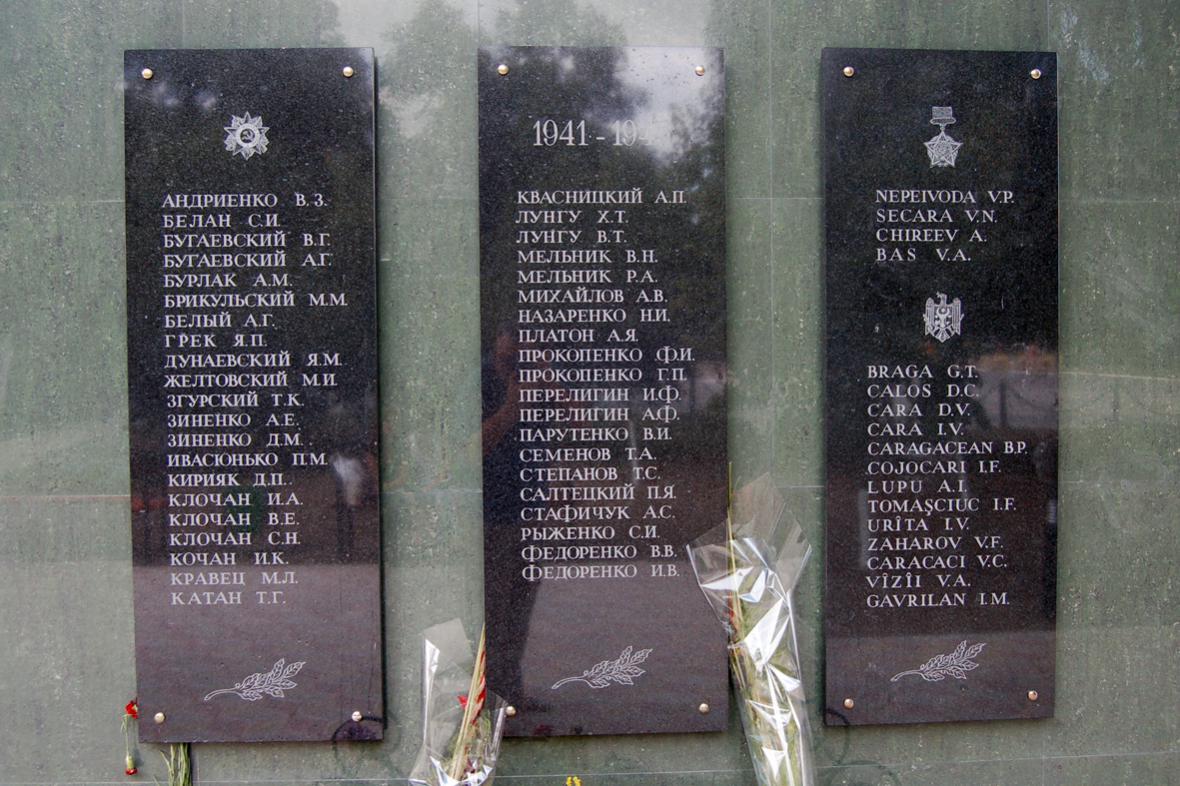 АНДРИЕНКО В.З.
БЕЛАН С.И.
БУГАЕВСКИЙ В.Г.
БУГАЕВСКИЙ А.Г.
БУРЛАК А.М.
БРИКУЛЬСКИЙ М.М.
БЕЛЫЙ А.Г.
ГРЕК Я.П.
ДУНАЕВСКИЙ Я.М.
ЖЕЛТОВСКИЙ М.И.
ЗГУРСКИЙ Т.К.
ЗИНЕНКО А.Е.
ЗИНЕНКО Д.М.
ИВАСЮНЬКО П.М.
КИРИЯК Д.П.
КЛОЧАН И.А.
КЛОЧАН В.Е.
КЛОЧАН С.Н.
КОЧАН И.К.
КРАВЕЦ М.Л.
КАТАН Т.Г.
1941 -
КВАСНИЦКИЙ А.П.
ЛУНГУ Х.Т.
ЛУНГУ В.Т.
МЕЛЬНИК В.Н.
МЕЛЬНИК Р.А.
МИХАЙЛОВ А.В.
НАЗАРЕНКО Н.И.
ПЛАТОН А.Я.
ПРОКОПЕНКО Ф.И.
ПРОКОПЕНКО Г.П.
ПЕРЕЛИГИН И.Ф.
ПЕРЕЛИГИН А.Ф.
ПАРУТЕНКО В.И.
СЕМЕНОВ Т.А.
СТЕПАНОВ Т.С.
САЛТЕЦКИЙ П.Я.
СТАФИЧУК А.С.
РЫЖЕНКО С.И.
ФЕДОРЕНКО В.В.
ФЕДОРЕНКО И.В.
NEPEIVODA V.P.
SECARA V.N.
CHIREEV A.
BAS V.A.
BRAGA G.T.
CALOS D.C.
CARA D.V.
CARA I.V.
CARAGACEAN B.P.
COJOCARI I.F.
LUPU A.I.
TOMAŞCIUC I.F.
URÎTA I.V.
ZAHAROV V.F.
CARACACI V.C.
VÎZÎI V.A.
GAVRILAN I.M.